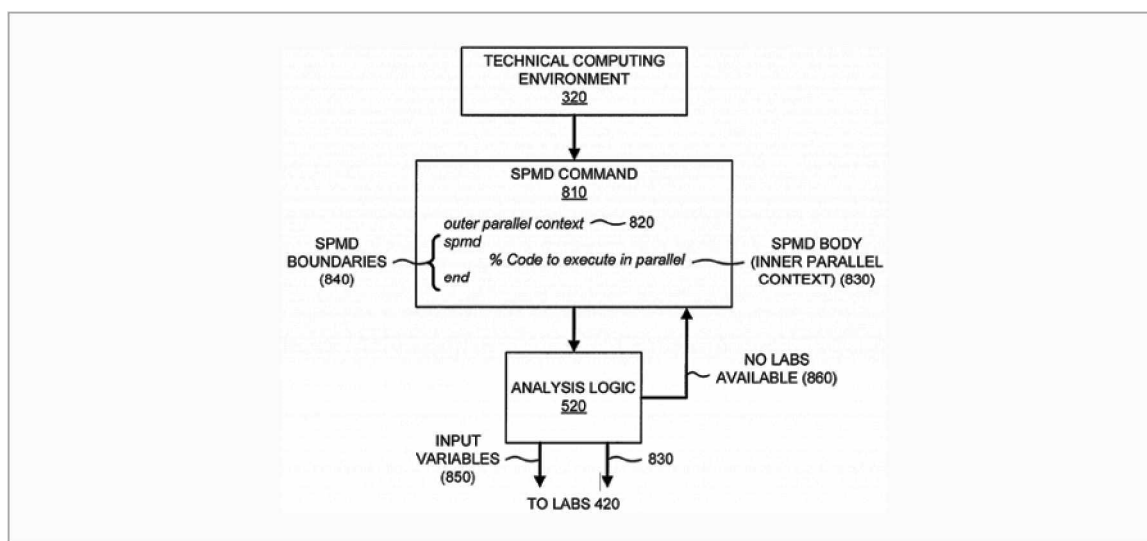 TECHNICAL COMPUTING
ENVIRONMENT
320
SPMD COMMAND
810
outer parallel context
820
spmd
% Code to execute in parallel
end
SPMD
BOUNDARIES
(840)
SPMD BODY
(INNER PARALLEL
CONTEXT) (830)
NO LABS
AVAILABLE (860)
ANALYSIS LOGIC
520
INPUT
VARIABLES
(850)
830
TO LABS 420